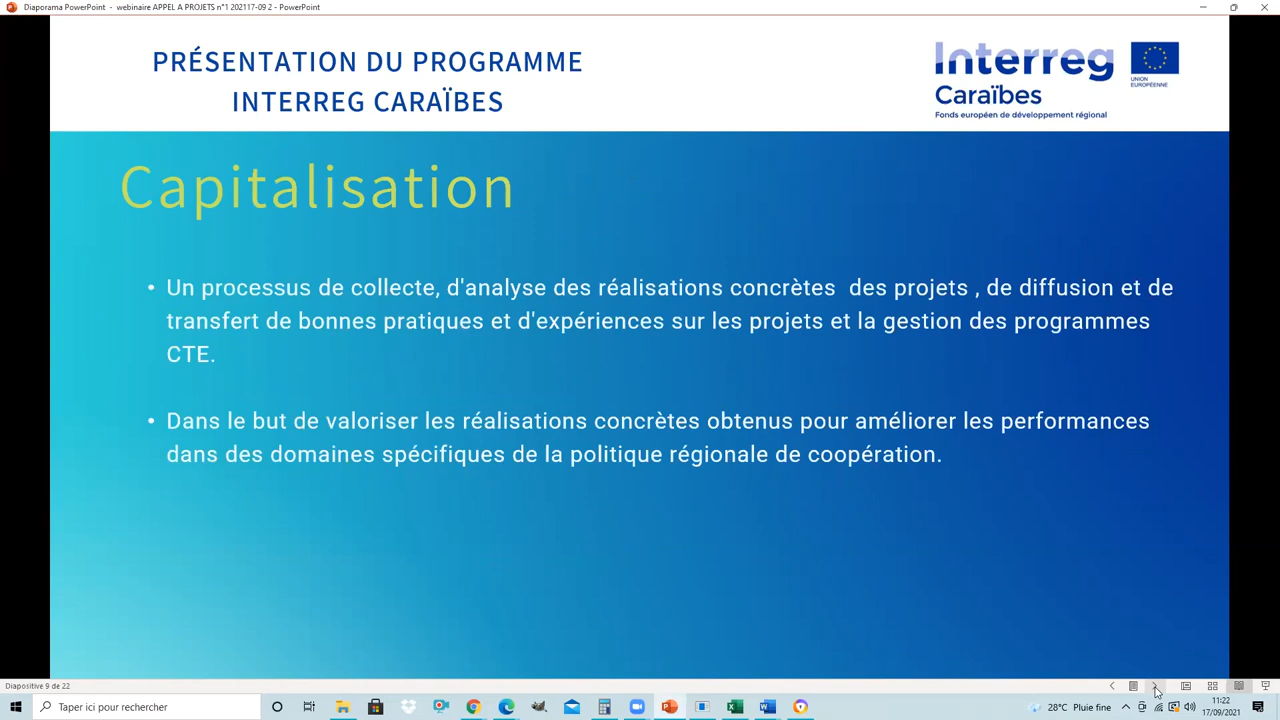 Diaporama PowerPoint - webinaire APPEL A PROJETS n°1 202117-09 2 - PowerPoint
PRÉSENTATION DU PROGRAMME
INTERREG CARAÏBES
Interreg
Caraïbes
Fonds européen de développement régional
UNION
EUROPÉENNE
Capitalisation
• Un processus de collecte, d'analyse des réalisations concrètes des projets , de diffusion et de
transfert de bonnes pratiques et d'expériences sur les projets et la gestion des programmes
CTE.
• Dans le but de valoriser les réalisations concrètes obtenus pour améliorer les performances
dans des domaines spécifiques de la politique régionale de coopération.
Diapositive 9 de 22
Taper ici pour rechercher
28°C Pluie fine
11:22
17/09/2021